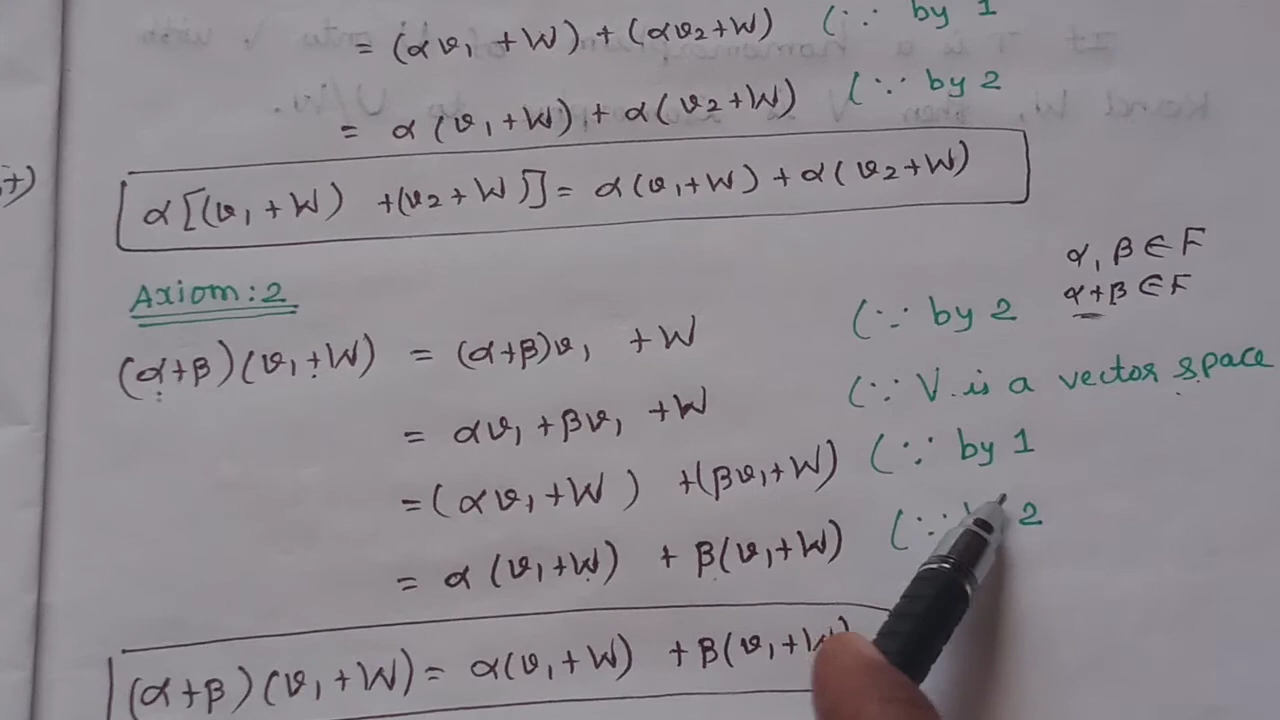 = (αv₁ + W) + (αv₂+W) (∵ by 1
= α(v₁+W) + α(v₂+W) (∵ by 2
α[(v₁+W) +(v₂+W)] = α(v₁+W) + α(v₂+W)
Axiom:2
α, β ∈ F
α+β ∈ F
(α+β)(v₁+W) = (α+β)v₁ +W (∵ by 2
= αv₁+βv₁ +W (∵ V is a vector space
=(αv₁+W) +(βv₁+W) (∵ by 1
= α(v₁+W) + β(v₁+W) (∵ 2
(α+β)(v₁+W) = α(v₁+W) + β(v₁+W)